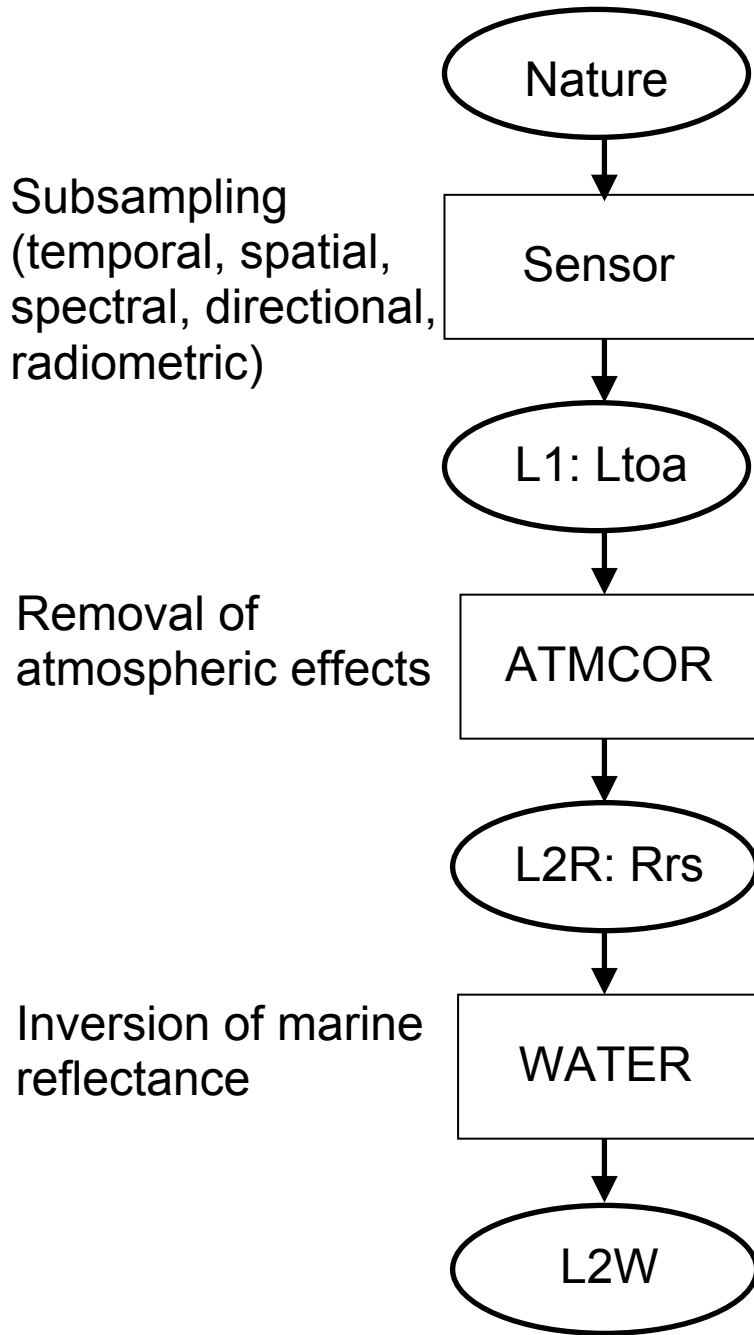 Nature
Subsampling
(temporal, spatial,
spectral, directional,
radiometric)
Sensor
L1: Ltoa
Removal of
atmospheric effects
ATMCOR
L2R: Rrs
Inversion of marine
reflectance
WATER
L2W